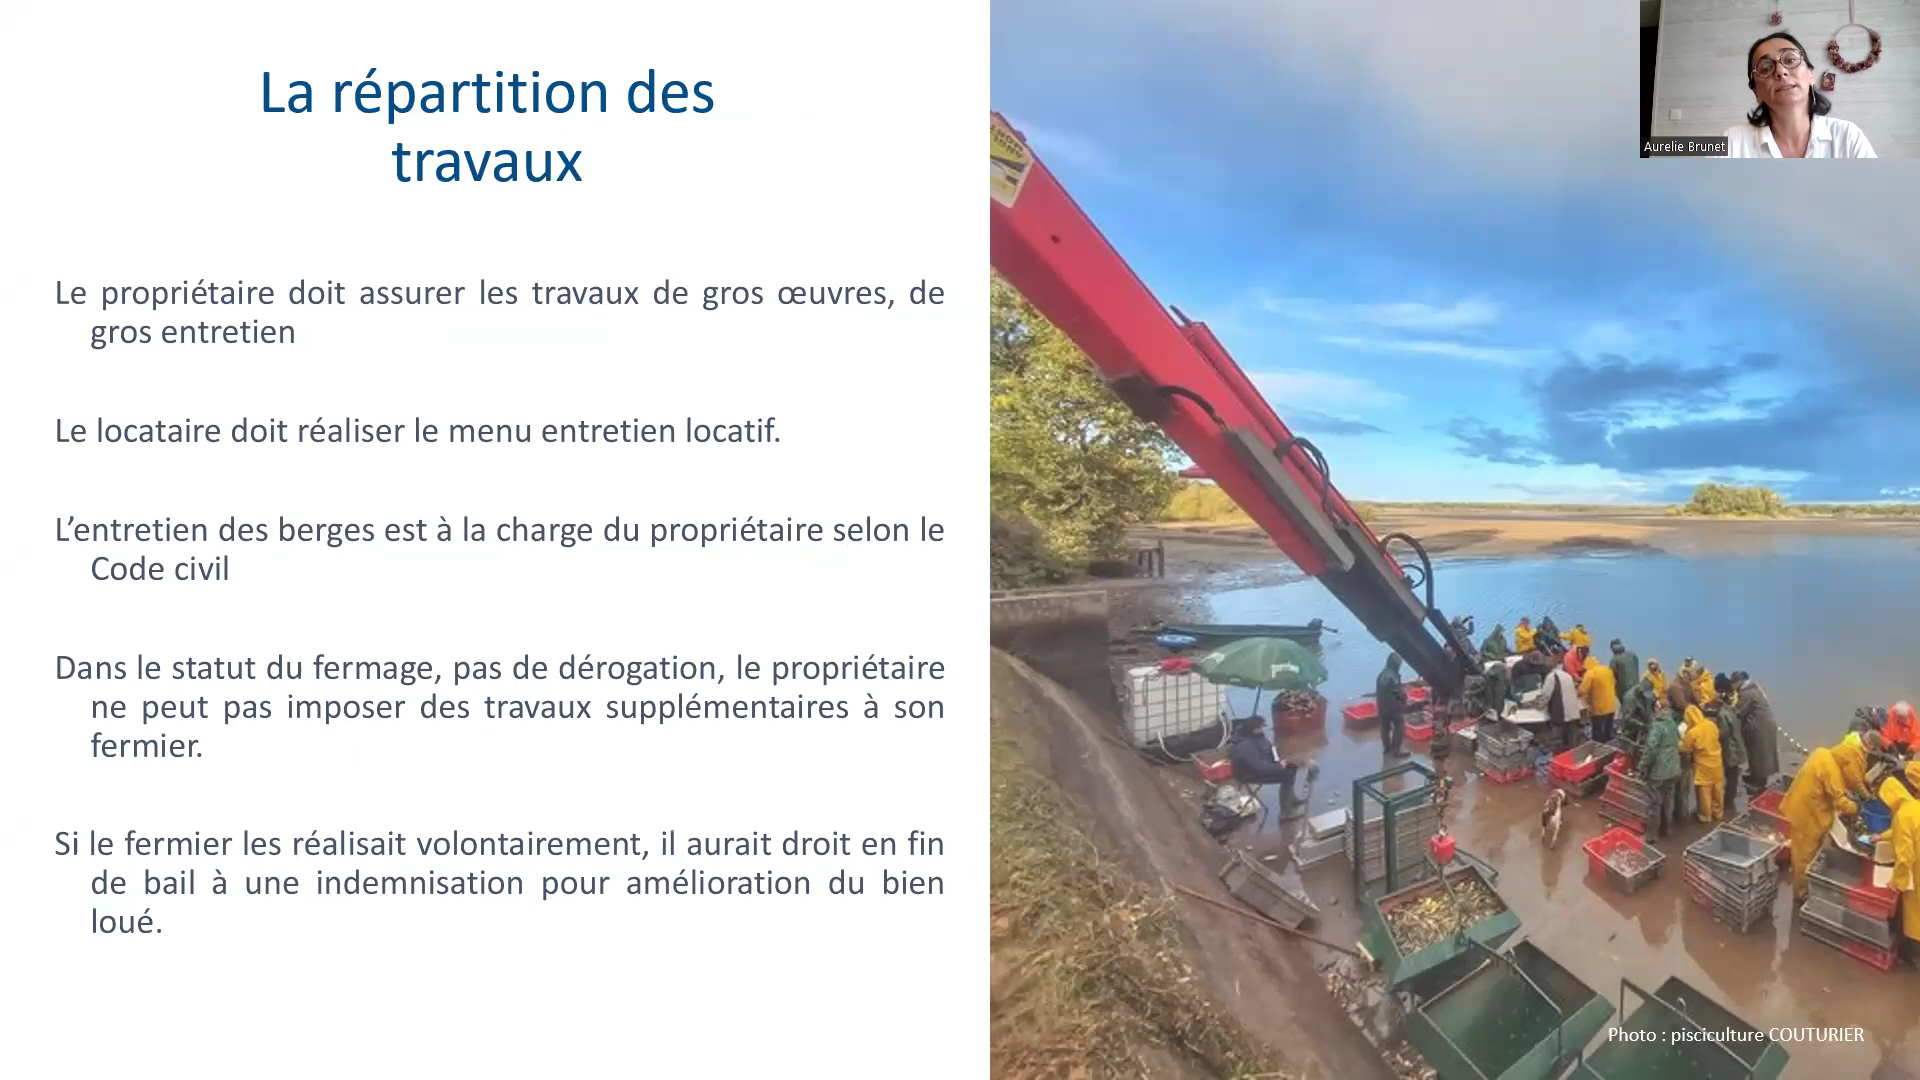 La répartition des
travaux
Le propriétaire doit assurer les travaux de gros œuvres, de
gros entretien
Le locataire doit réaliser le menu entretien locatif.
L’entretien des berges est à la charge du propriétaire selon le
Code civil
Dans le statut du fermage, pas de dérogation, le propriétaire
ne peut pas imposer des travaux supplémentaires à son
fermier.
Si le fermier les réalisait volontairement, il aurait droit en fin
de bail à une indemnisation pour amélioration du bien
loué.
Aurelie Brunet
Photo : pisciculture COUTURIER